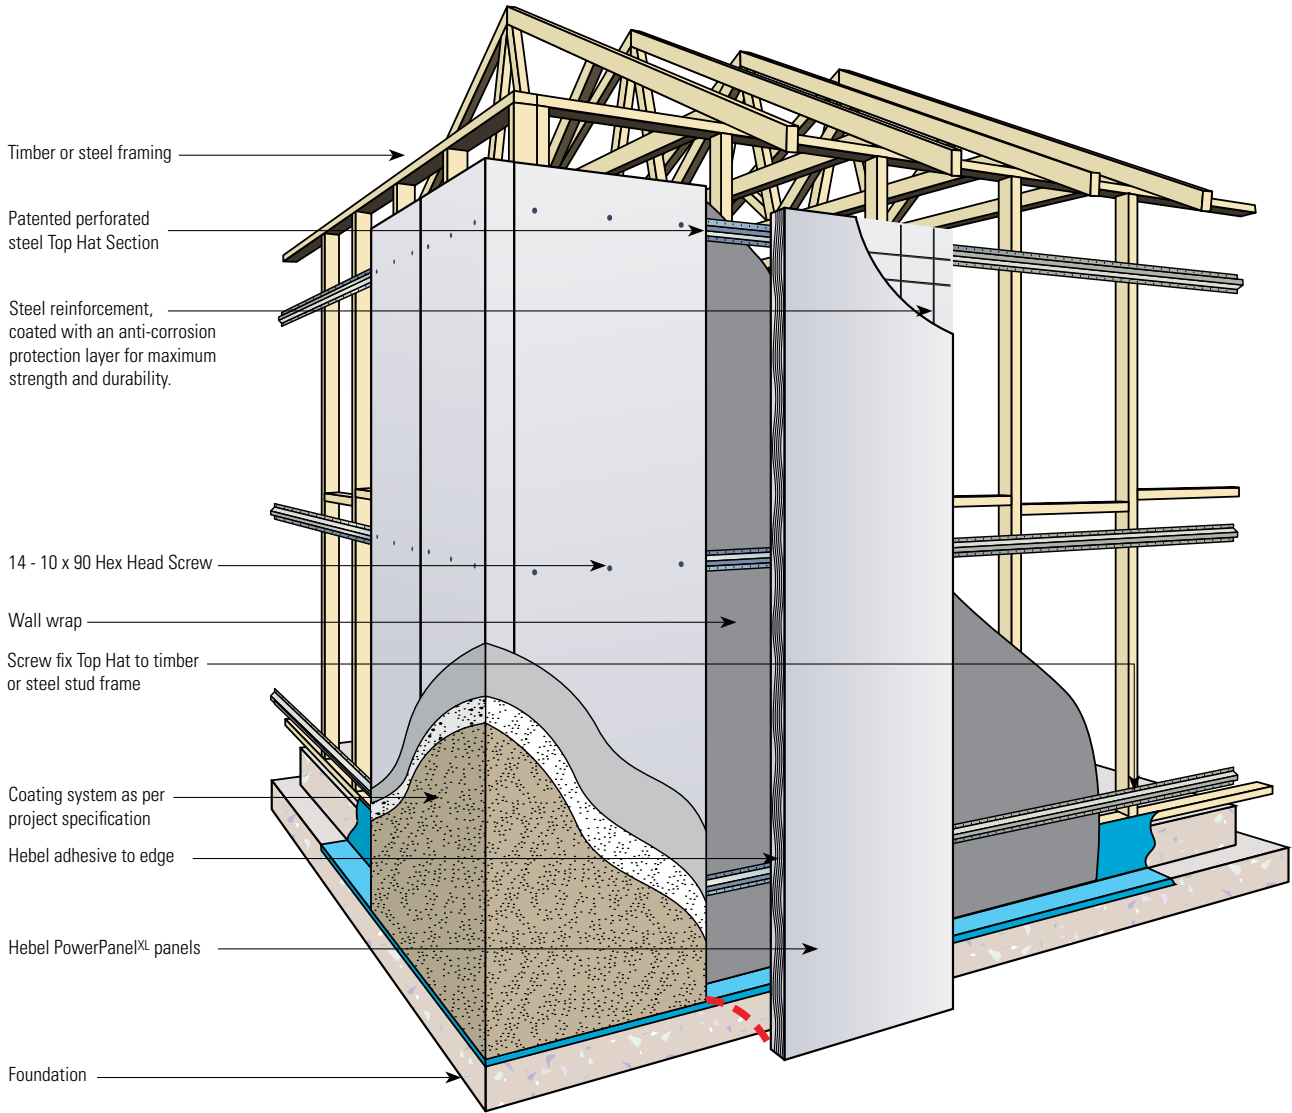 Timber or steel framing
Patented perforated
steel Top Hat Section
Steel reinforcement,
coated with an anti-corrosion
protection layer for maximum
strength and durability.
14 - 10 x 90 Hex Head Screw
Wall wrap
Screw fix Top Hat to timber
or steel stud frame
Coating system as per
project specification
Hebel adhesive to edge
Hebel PowerPanelXL panels
Foundation